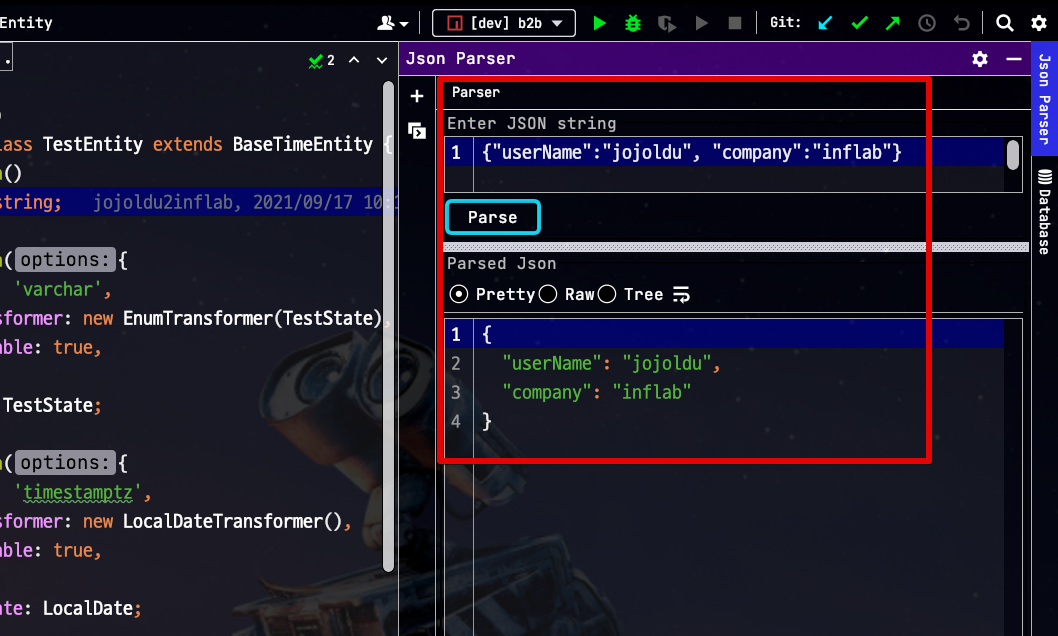 Entity
[dev] b2b
Git:
2
TestEntity extends BaseTimeEntity {
()
string; jojoldu2inflab, 2021/09/17
( options: {
'varchar',
sformer: new EnumTransformer(TestState),
able: true,
TestState;
( options: {
'timestamptz',
sformer: new LocalDateTransformer(),
able: true,
ate: LocalDate;
Json Parser
Parser
Enter JSON string
1 {"userName":"jojoldu", "company":"inflab"}
Parse
Parsed Json
Pretty Raw Tree
1 {
2 "userName": "jojoldu",
3 "company": "inflab"
4 }
Json Parser
Database